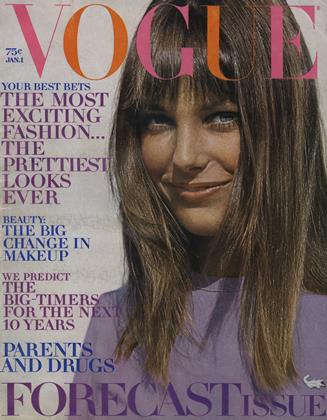 VOGUE
75¢
JAN.1
YOUR BEST BETS
THE MOST
EXCITING
FASHION...
THE
PRETTIEST
LOOKS
EVER
BEAUTY:
THE BIG
CHANGE IN
MAKEUP
WE PREDICT
THE
BIG-TIMERS
FOR THE NEXT
10 YEARS
PARENTS
AND DRUGS
FORECAST ISSUE